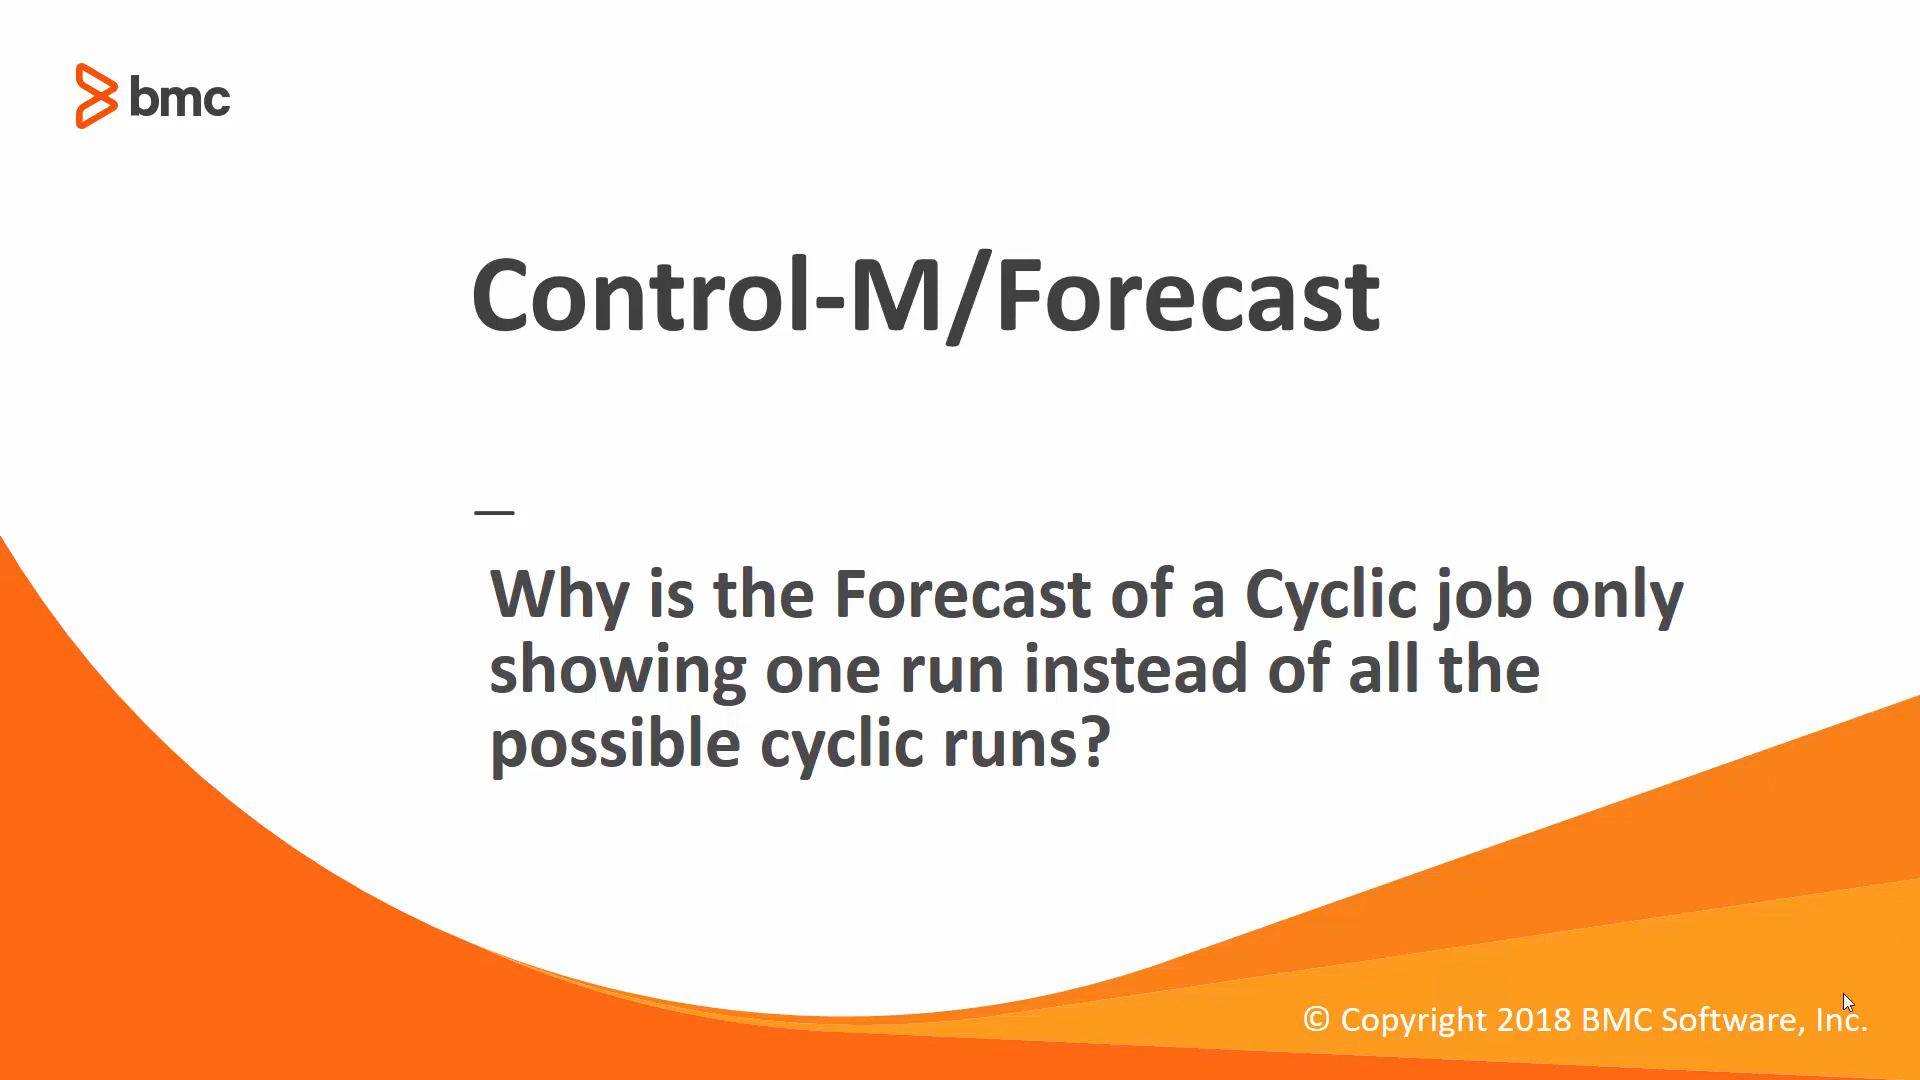 bmc
Control-M/Forecast
Why is the Forecast of a Cyclic job only
showing one run instead of all the
possible cyclic runs?
© Copyright 2018 BMC Software, Inc.